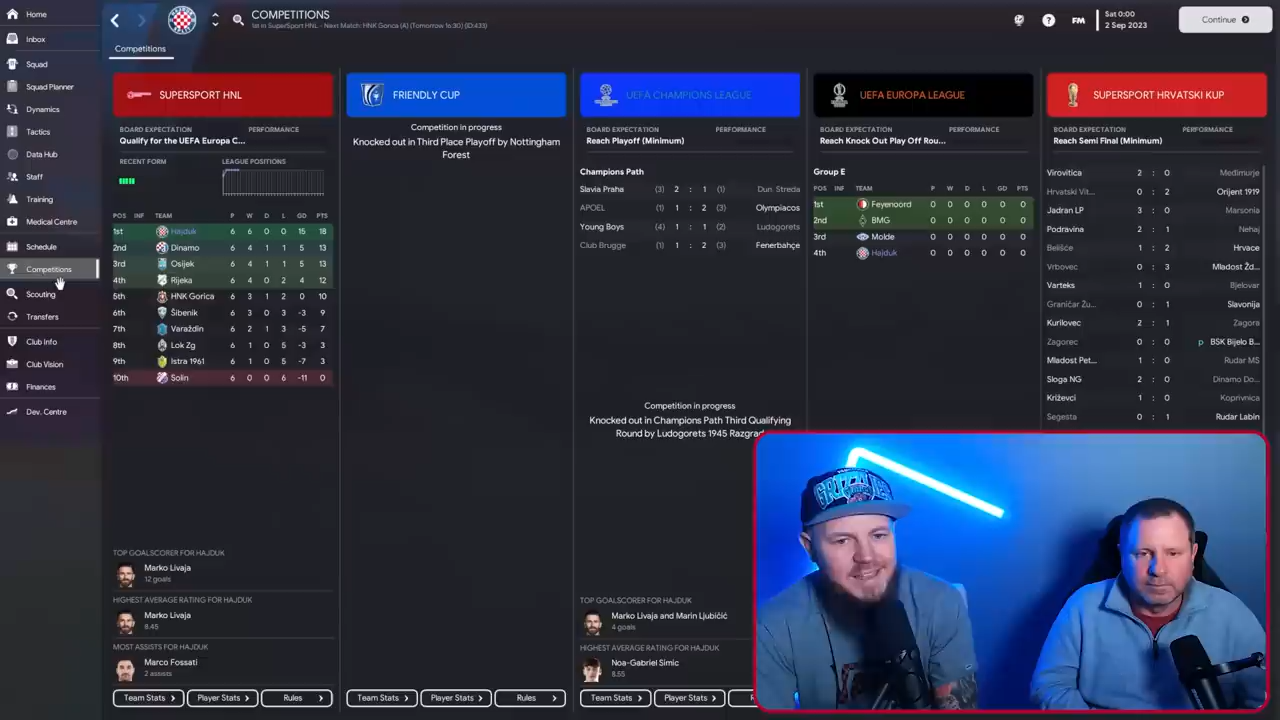 Home
Inbox
Squad
Squad Planner
Dynamics
Tactics
Data Hub
Staff
Training
Medical Centre
Schedule
Competitions
Scouting
Transfers
Club Info
Club Vision
Finances
Dev. Centre
COMPETITIONS
1st in SuperSport HNL - Next Match: HNK Gorica (A) (Tomorrow 16:30) [ID:433]
FM
Sat 0:00
2 Sep 2023
Continue
Competitions
SUPERSPORT HNL
BOARD EXPECTATION PERFORMANCE
Qualify for the UEFA Europa C...
RECENT FORM LEAGUE POSITIONS
POS INF TEAM P W D L GD PTS
1st Hajduk 6 6 0 0 15 18
2nd Dinamo 6 4 1 1 5 13
3rd Osijek 6 4 1 1 5 13
4th Rijeka 6 4 0 2 4 12
5th HNK Gorica 6 3 1 2 0 10
6th Šibenik 6 3 0 3 -3 9
7th Varaždin 6 2 1 3 -5 7
8th Lok Zg 6 1 0 5 -3 3
9th Istra 1961 6 1 0 5 -7 3
10th Solin 6 0 0 6 -11 0
TOP GOALSCORER FOR HAJDUK
Marko Livaja
12 goals
HIGHEST AVERAGE RATING FOR HAJDUK
Marko Livaja
8.45
MOST ASSISTS FOR HAJDUK
Marco Fossati
2 assists
Team Stats Player Stats Rules
FRIENDLY CUP
Competition in progress
Knocked out in Third Place Playoff by Nottingham
Forest
Team Stats Player Stats Rules
UEFA CHAMPIONS LEAGUE
BOARD EXPECTATION PERFORMANCE
Reach Playoff (Minimum)
Champions Path
Slavia Praha (3) 2 : 1 (1) Dun. Streda
APOEL (1) 1 : 2 (3) Olympiacos
Young Boys (4) 1 : 1 (2) Ludogorets
Club Brugge (1) 1 : 2 (3) Fenerbahçe
Competition in progress
Knocked out in Champions Path Third Qualifying
Round by Ludogorets 1945 Razgrad
TOP GOALSCORER FOR HAJDUK
Marko Livaja and Marin Ljubičić
4 goals
HIGHEST AVERAGE RATING FOR HAJDUK
Noa-Gabriel Simic
8.55
Team Stats Player Stats
UEFA EUROPA LEAGUE
BOARD EXPECTATION PERFORMANCE
Reach Knock Out Play Off Rou...
Group E
POS INF TEAM P W D L GD PTS
1st Feyenoord 0 0 0 0 0 0
2nd BMG 0 0 0 0 0 0
3rd Molde 0 0 0 0 0 0
4th Hajduk 0 0 0 0 0 0
SUPERSPORT HRVATSKI KUP
BOARD EXPECTATION PERFORMANCE
Reach Semi Final (Minimum)
Virovitica 2 : 0 Međimurje
Hrvatski Vit... 0 : 2 Orijent 1919
Jadran LP 3 : 0 Marsonia
Podravina 2 : 1 Nehaj
Belišće 1 : 2 Hrvace
Vrbovec 0 : 3 Mladost Žd...
Varteks 1 : 0 Bjelovar
Graničar Žu... 0 : 1 Slavonija
Kurilovec 2 : 1 Zagora
Zagorec 0 : 0 p BSK Bijelo B...
Mladost Pet... 1 : 0 Rudar MS
Sloga NG 2 : 0 Dinamo Do...
Križevci 1 : 0 Koprivnica
Segesta 0 : 1 Rudar Labin
GRIZZLIES